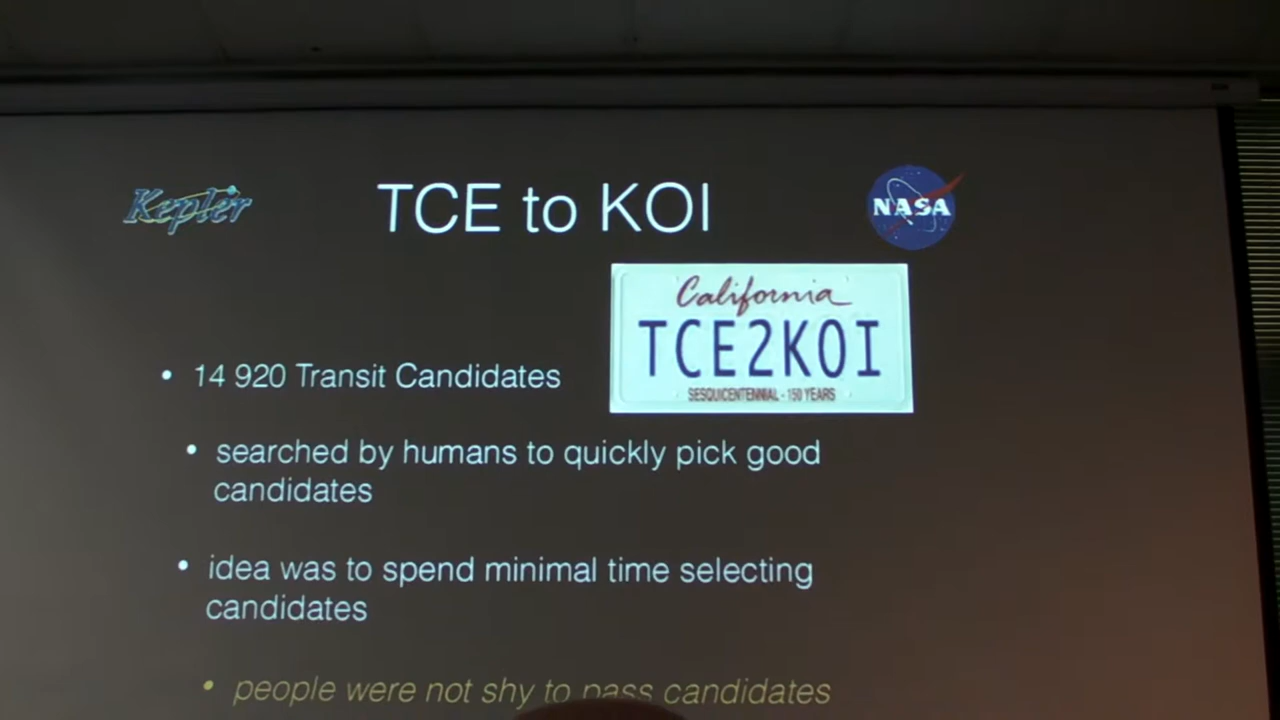 Kepler
TCE to KOI
NASA
California
TCE2KOI
SESQUICENTENNIAL - 150 YEARS
• 14 920 Transit Candidates
• searched by humans to quickly pick good
candidates
• idea was to spend minimal time selecting
candidates
• people were not shy to pass candidates